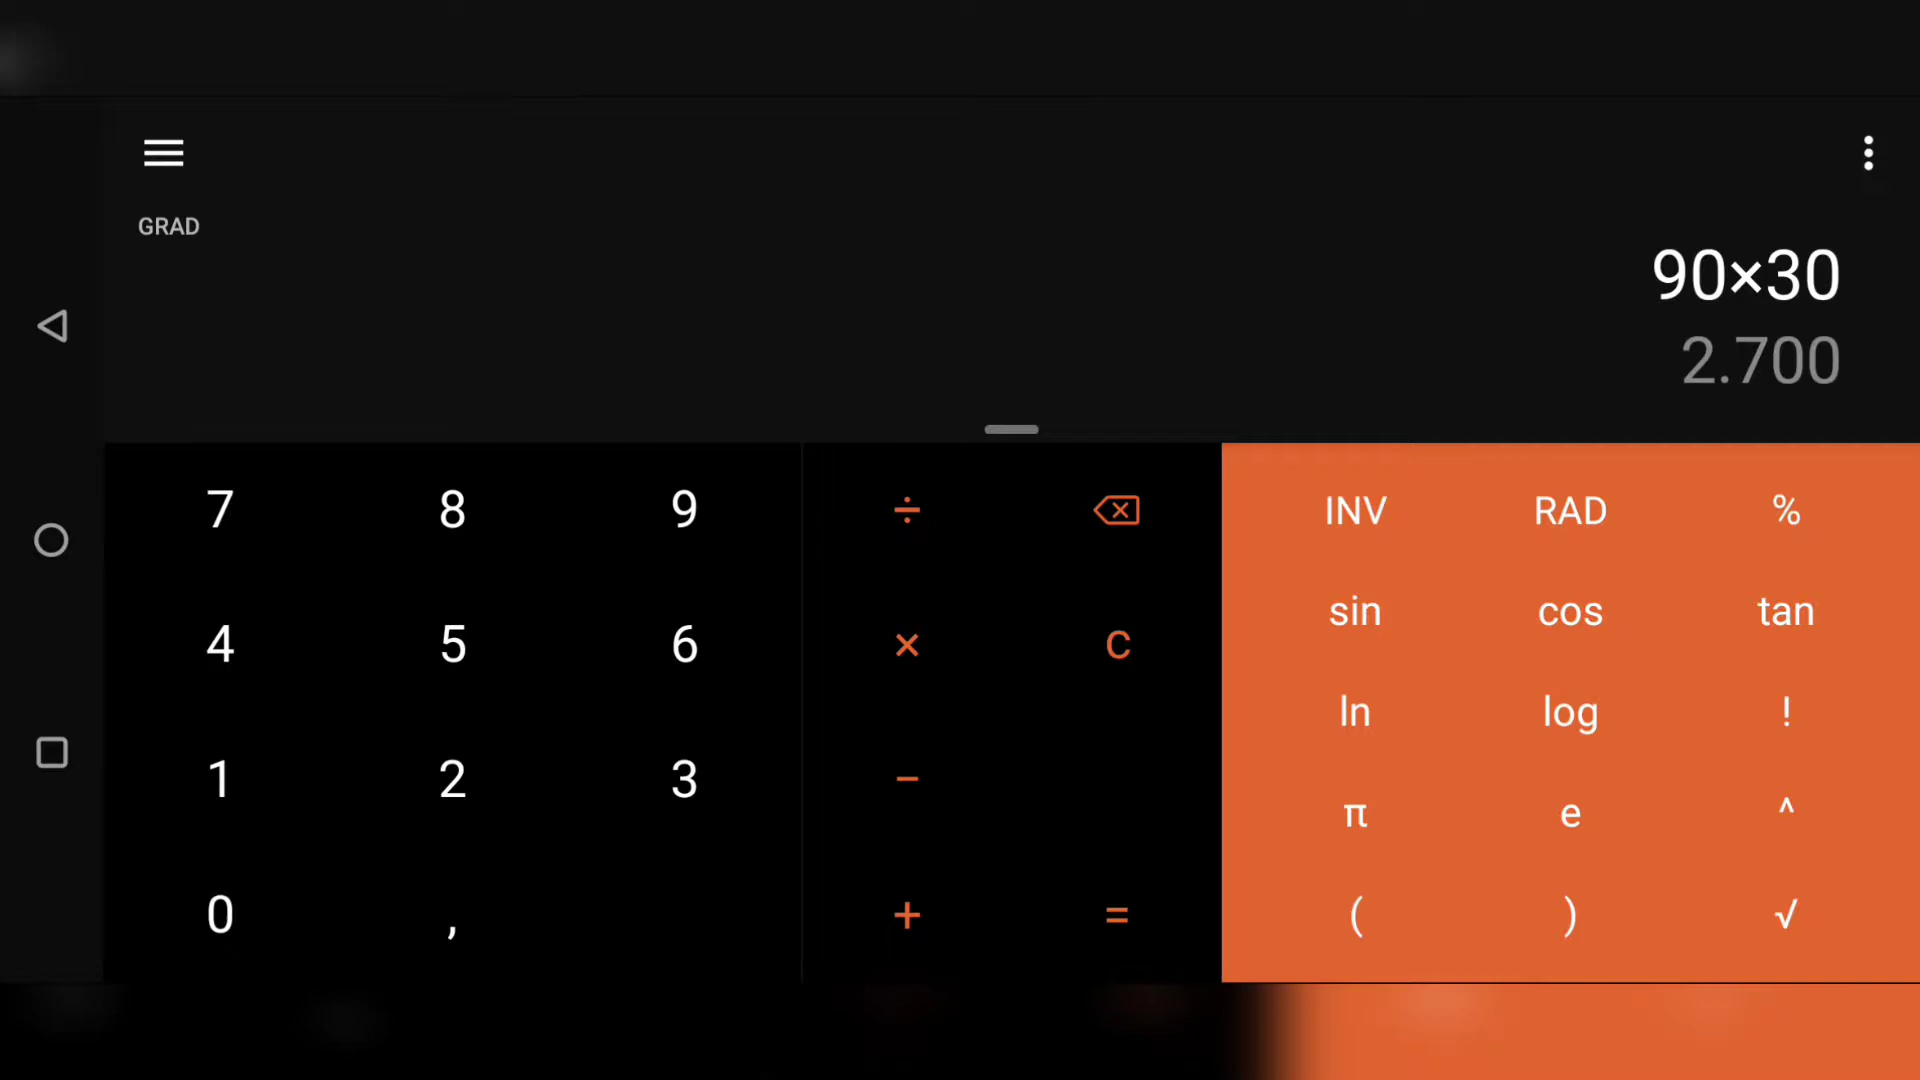 GRAD
90×30
2.700
7 8 9 ÷ INV RAD %
4 5 6 × C sin cos tan
1 2 3 − ln log !
π e ^
0 , + = ( ) √